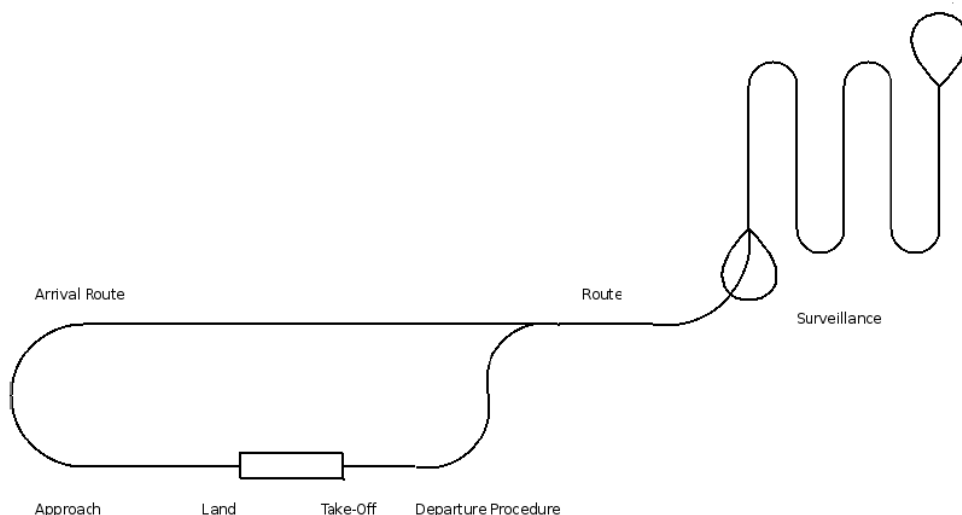 Arrival Route
Route
Surveillance
Approach
Land
Take-Off
Departure Procedure